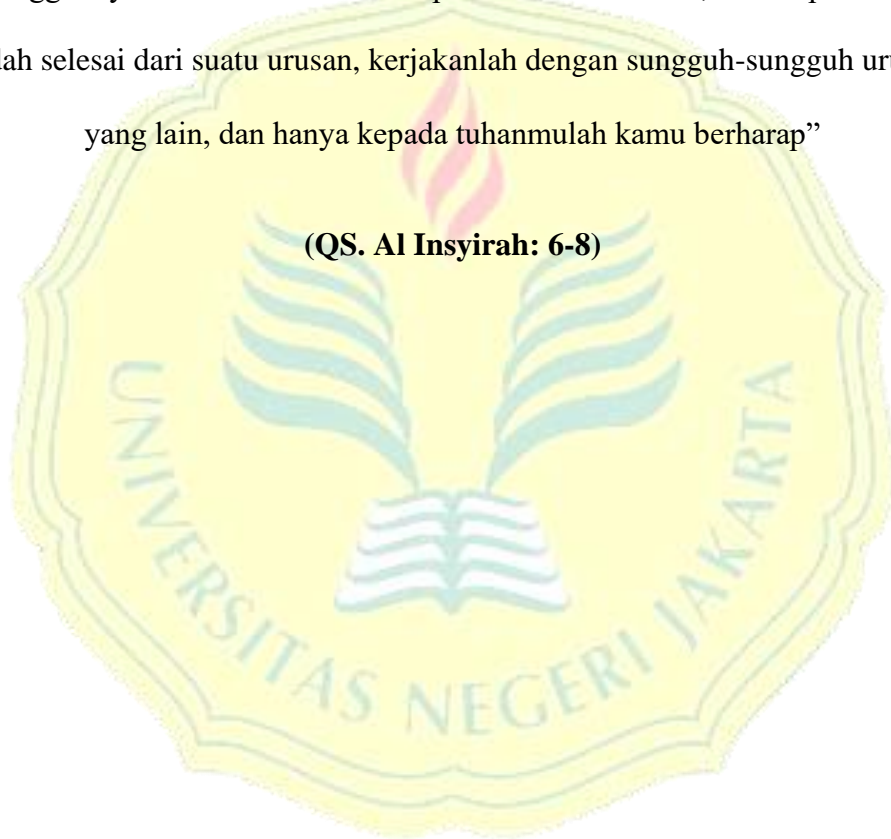 lah selesai dari suatu urusan, kerjakanlah dengan sungguh-sungguh
yang lain, dan hanya kepada tuhanmulah kamu berharap”
(QS. Al Insyirah: 6-8)
UNIVERSITAS NEGERI JAKARTA